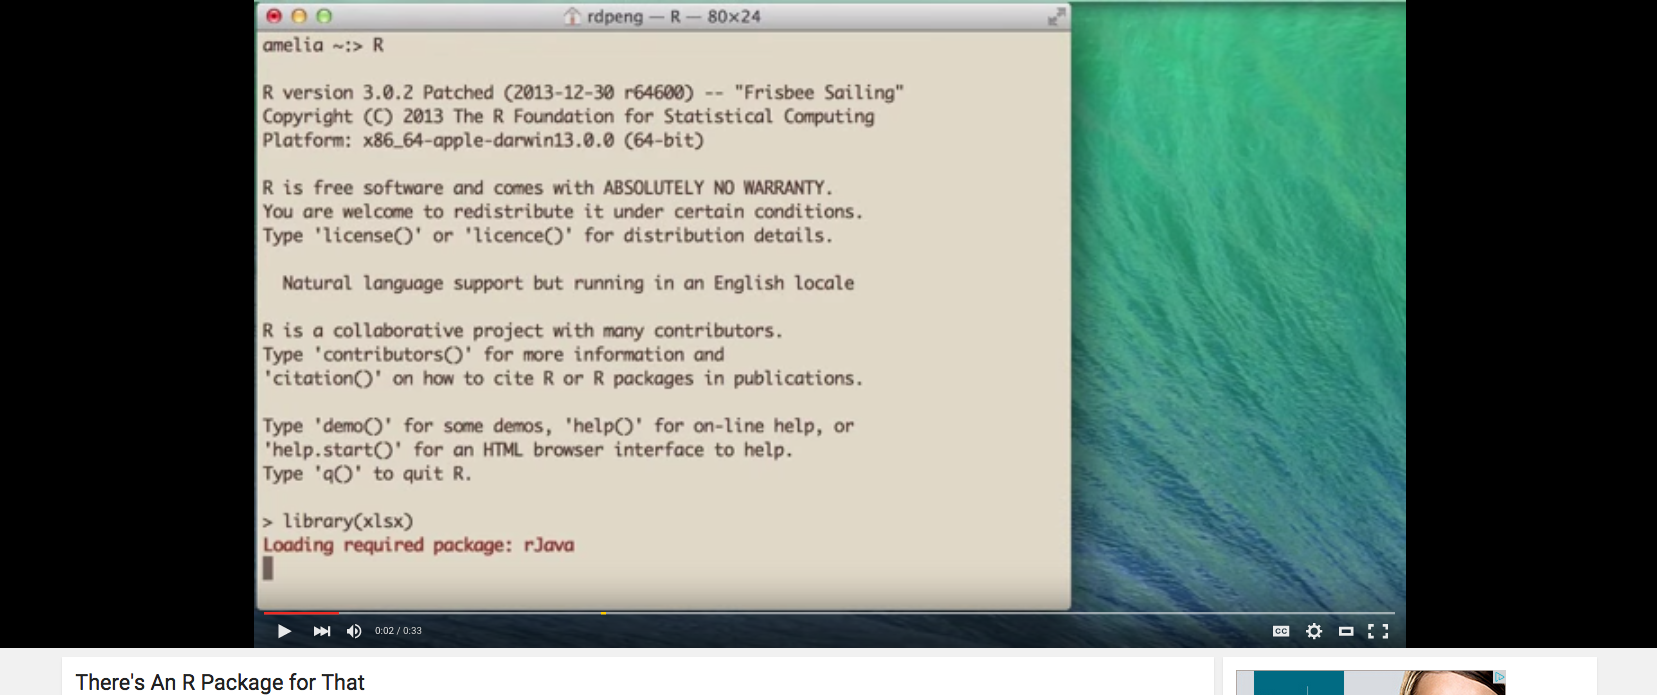 rdpeng — R — 80×24
amelia ~:> R
R version 3.0.2 Patched (2013-12-30 r64600) -- "Frisbee Sailing"
Copyright (C) 2013 The R Foundation for Statistical Computing
Platform: x86_64-apple-darwin13.0.0 (64-bit)
R is free software and comes with ABSOLUTELY NO WARRANTY.
You are welcome to redistribute it under certain conditions.
Type 'license()' or 'licence()' for distribution details.
Natural language support but running in an English locale
R is a collaborative project with many contributors.
Type 'contributors()' for more information and
'citation()' on how to cite R or R packages in publications.
Type 'demo()' for some demos, 'help()' for on-line help, or
'help.start()' for an HTML browser interface to help.
Type 'q()' to quit R.
> library(xlsx)
Loading required package: rJava
0:02 / 0:33
CC
There's An R Package for That